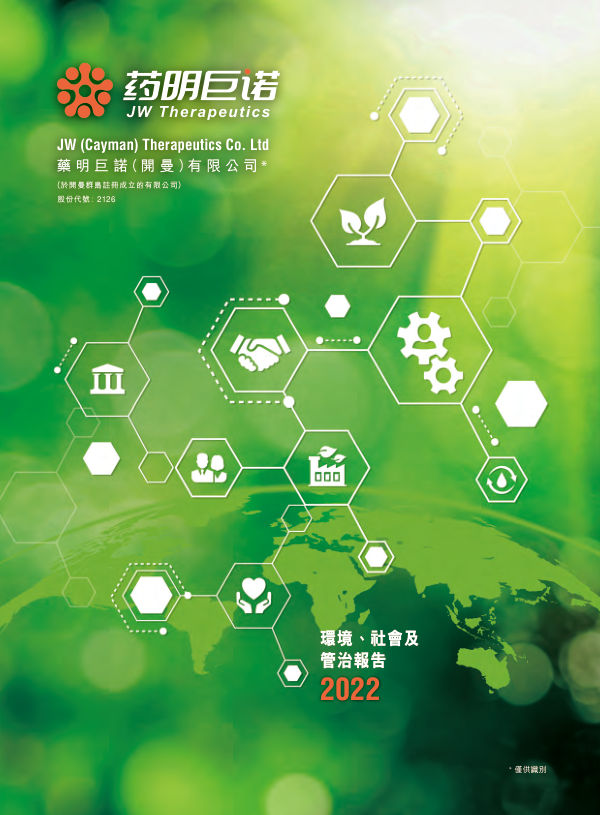 药明巨诺
JW Therapeutics
JW (Cayman) Therapeutics Co. Ltd
藥明巨諾(開曼)有限公司*
(於開曼群島註冊成立的有限公司)
股份代號: 2126
環境、社會及
管治報告
2022
* 僅供識別